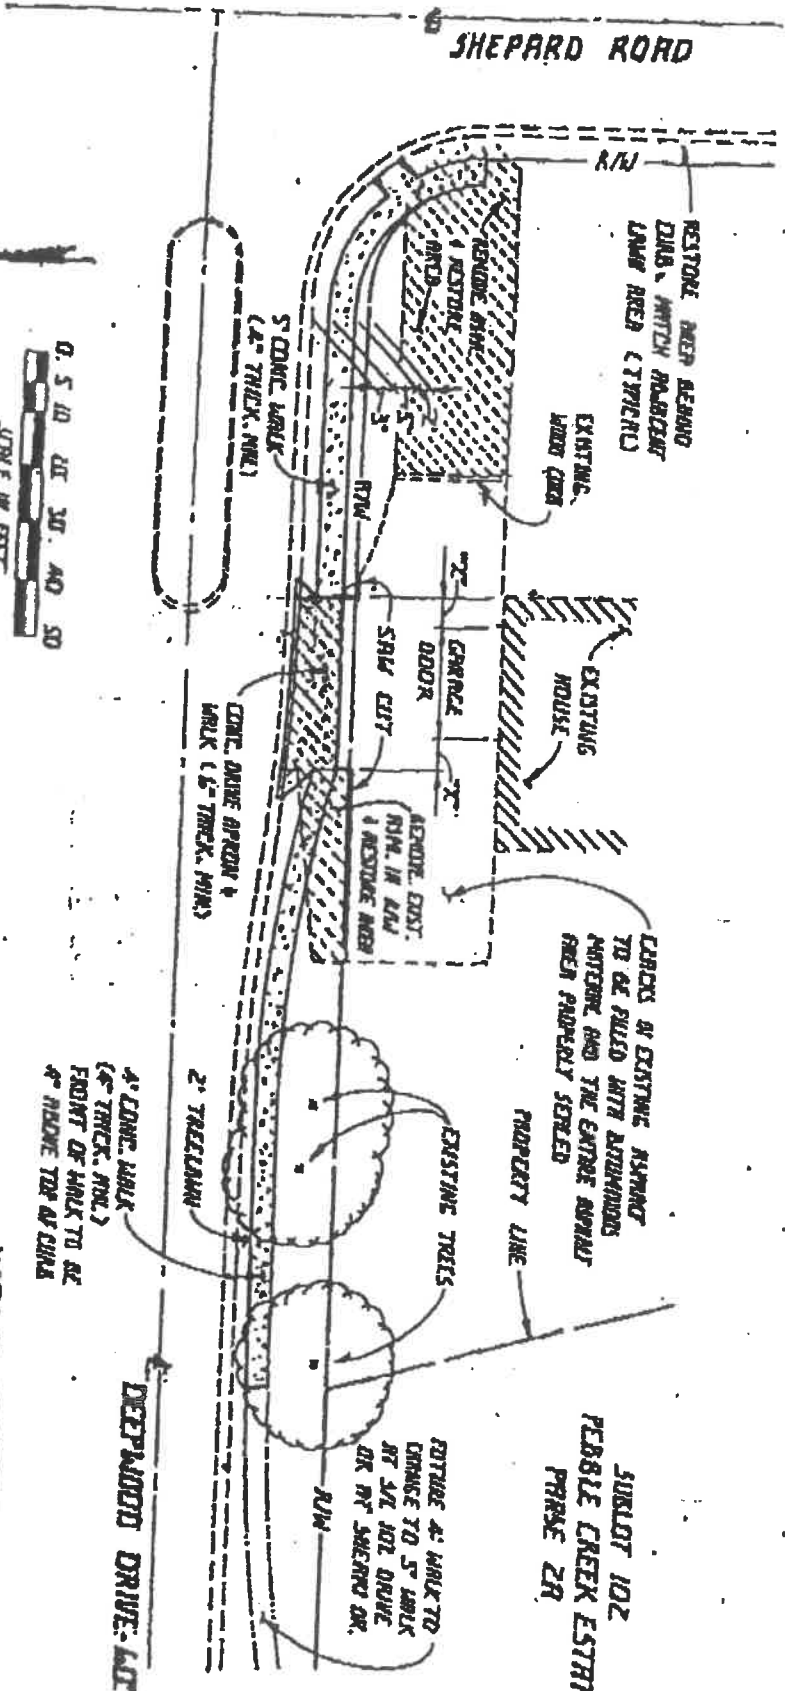 SHEPARD ROAD
R/W
RESTORE AREA BEHIND
CURB, MATCH ADJACENT
LAWN AREA (TYPICAL)
REMOVE ASPH.
& RESTORE
AREA
5' CONC. WALK
(4" THICK, MIN.)
R/W
EXISTING
WOOD
0 5 10 20 30 40 50
SCALE IN FEET
"X"
GARAGE
DOOR
"X"
SAW CUT
EXISTING
HOUSE
CONC. DRIVE APRON &
WALK (6" THICK, MIN.)
REMOVE EXIST.
ASPH. IN R/W
& RESTORE AREA
CRACKS IN EXISTING ASPHALT
TO BE FILLED WITH BITUMINOUS
MATERIAL AND THE ENTIRE ASPHALT
AREA PROPERLY SEALED
PROPERTY LINE
EXISTING TREES
2' TREELAWN
4' CONC. WALK
(4" THICK, MIN.)
FRONT OF WALK TO BE
4" ABOVE TOP OF CURB
SUBLOT 102
PEBBLE CREEK ESTAT
PHASE 2A
FUTURE 4' WALK TO
CHANGE TO 5' WALK
AT S/L 102 DRIVE
OR AT DR.
R/W
DEEPWOOD DRIVE